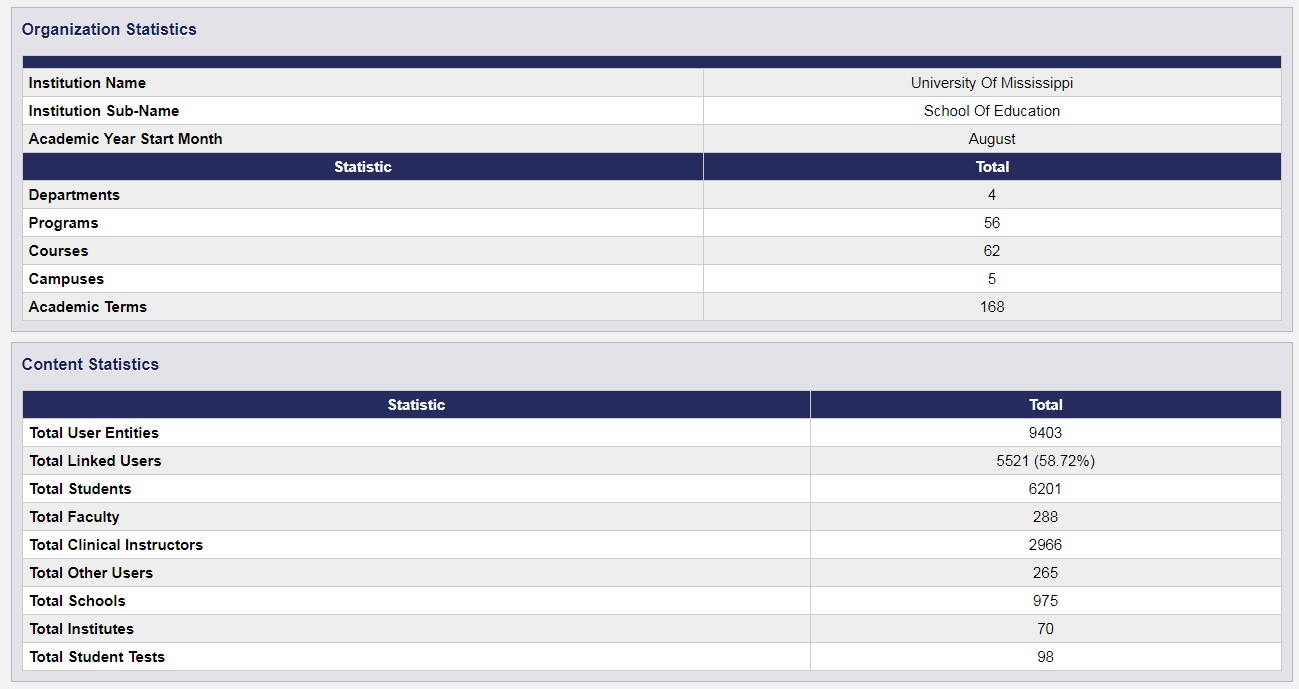 Organization Statistics
Institution Name University Of Mississippi
Institution Sub-Name School Of Education
Academic Year Start Month August
Statistic Total
Departments 4
Programs 56
Courses 62
Campuses 5
Academic Terms 168
Content Statistics
Statistic Total
Total User Entities 9403
Total Linked Users 5521 (58.72%)
Total Students 6201
Total Faculty 288
Total Clinical Instructors 2966
Total Other Users 265
Total Schools 975
Total Institutes 70
Total Student Tests 98